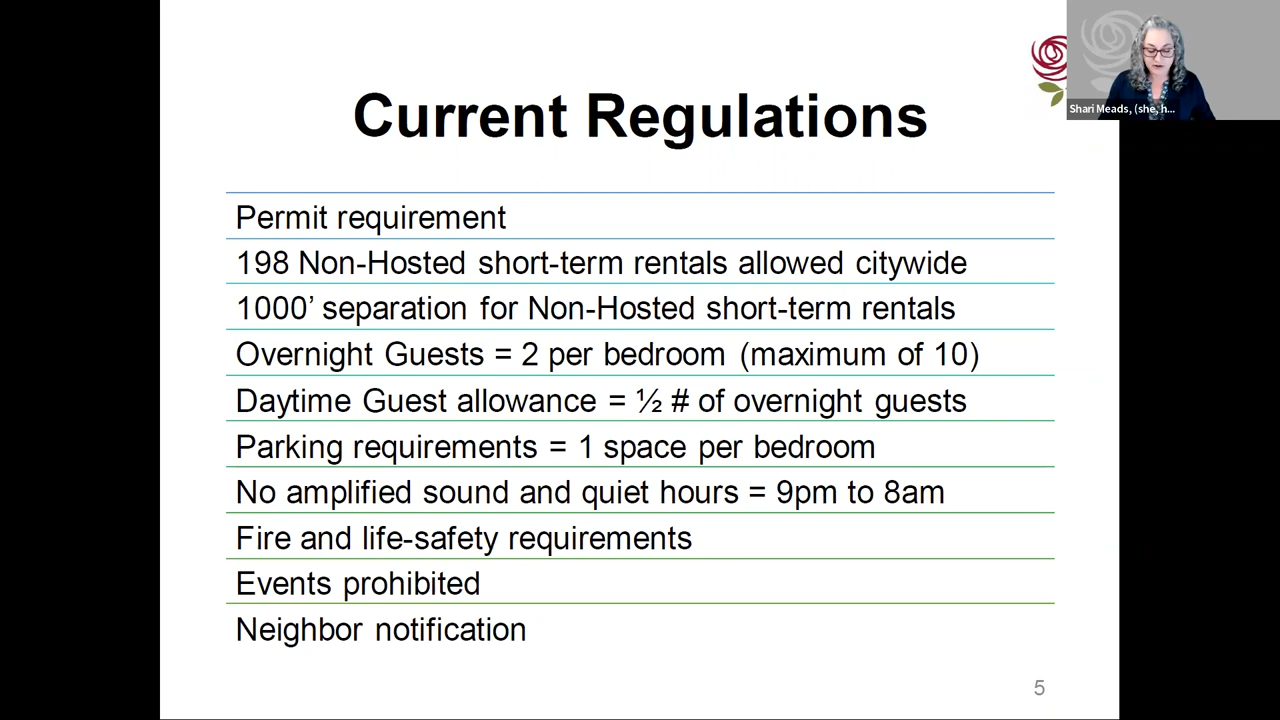 Current Regulations
Shari Meads, (she, h...
Permit requirement
198 Non-Hosted short-term rentals allowed citywide
1000’ separation for Non-Hosted short-term rentals
Overnight Guests = 2 per bedroom (maximum of 10)
Daytime Guest allowance = ½ # of overnight guests
Parking requirements = 1 space per bedroom
No amplified sound and quiet hours = 9pm to 8am
Fire and life-safety requirements
Events prohibited
Neighbor notification
5